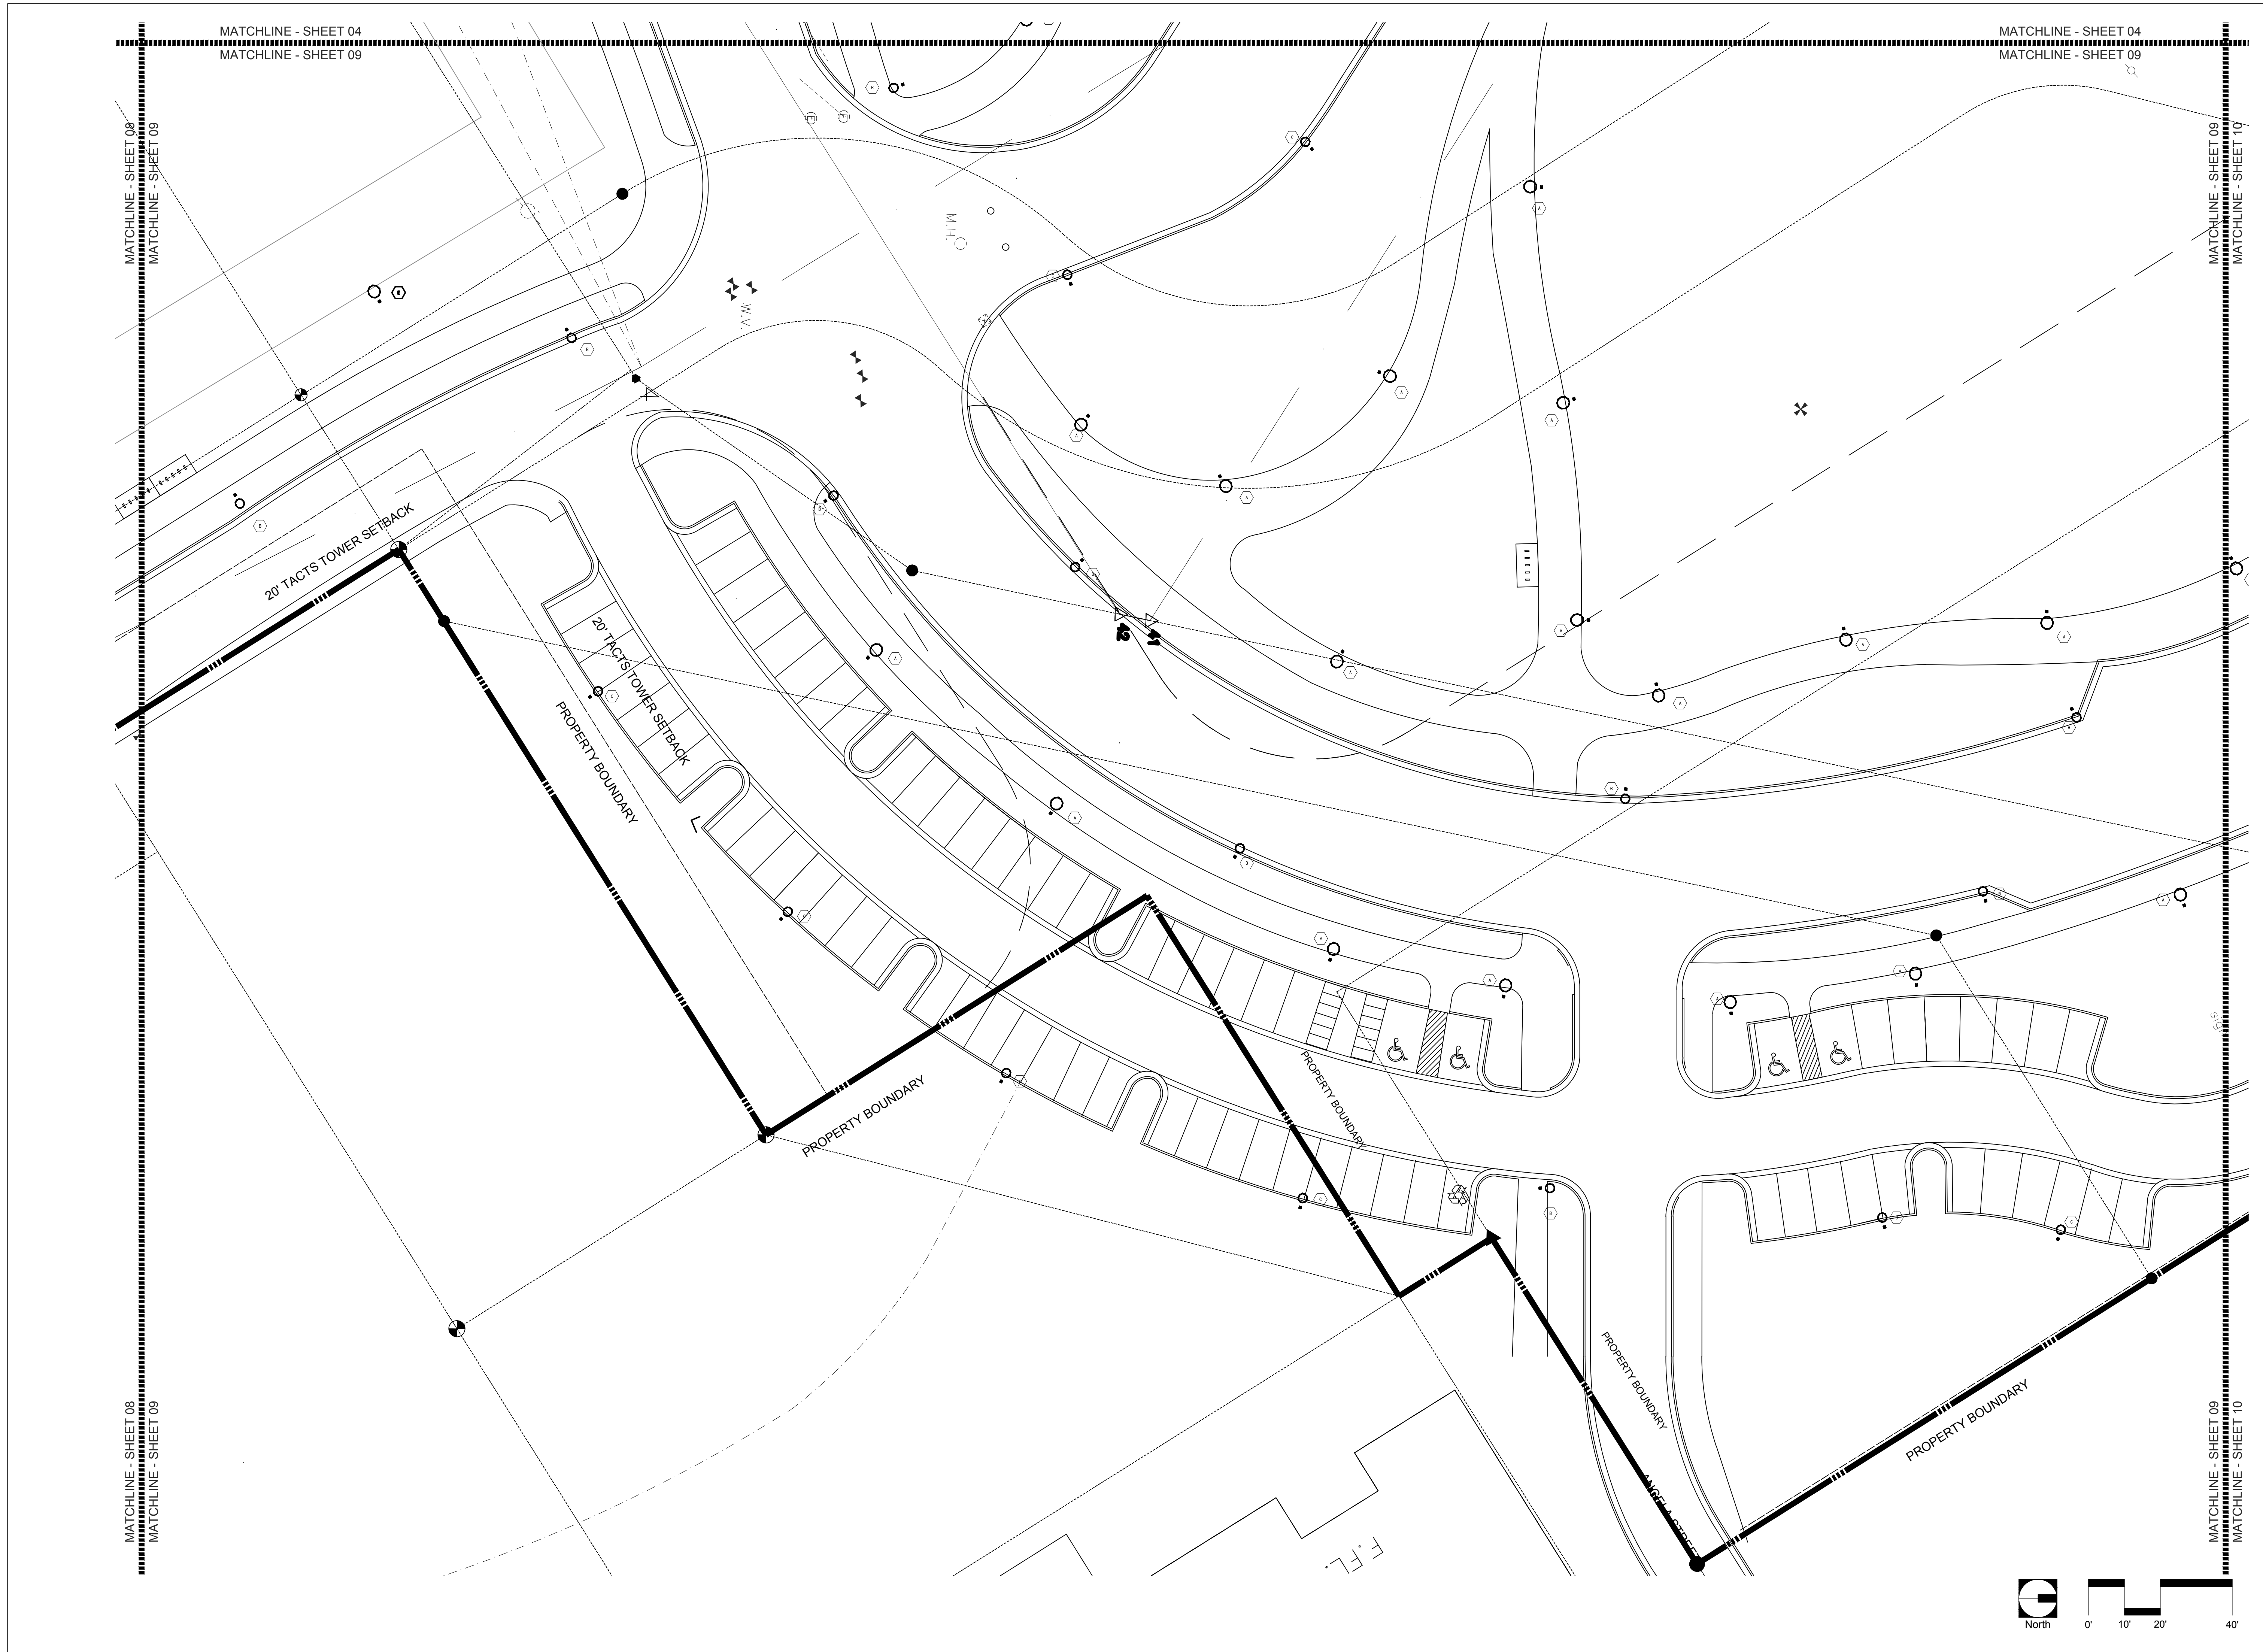 MATCHLINE - SHEET 04
MATCHLINE - SHEET 09
MATCHLINE - SHEET 04
MATCHLINE - SHEET 09
MATCHLINE - SHEET 08
MATCHLINE - SHEET 09
MATCHLINE - SHEET 09
MATCHLINE - SHEET 10
M.H.
W.V.
20' TACTS TOWER SETBACK
20' TACTS TOWER SETBACK
PROPERTY BOUNDARY
42
41
PROPERTY BOUNDARY
PROPERTY BOUNDARY
PROPERTY BOUNDARY
PROPERTY BOUNDARY
F.FL.
MATCHLINE - SHEET 08
MATCHLINE - SHEET 09
MATCHLINE - SHEET 09
MATCHLINE - SHEET 10
North
0' 10' 20' 40'